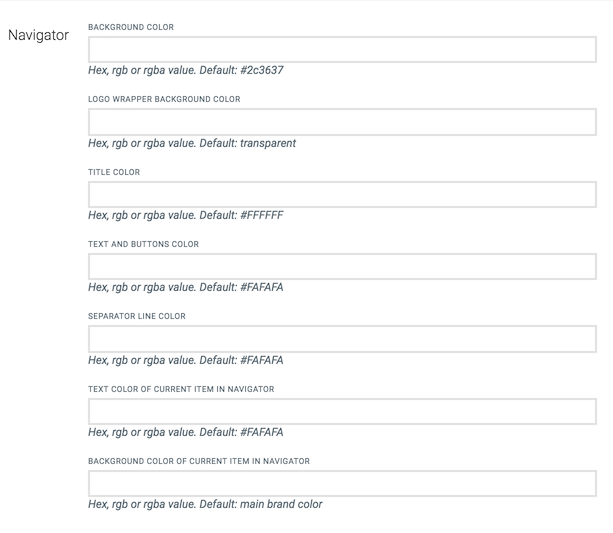 Navigator
BACKGROUND COLOR
Hex, rgb or rgba value. Default: #2c3637
LOGO WRAPPER BACKGROUND COLOR
Hex, rgb or rgba value. Default: transparent
TITLE COLOR
Hex, rgb or rgba value. Default: #FFFFFF
TEXT AND BUTTONS COLOR
Hex, rgb or rgba value. Default: #FAFAFA
SEPARATOR LINE COLOR
Hex, rgb or rgba value. Default: #FAFAFA
TEXT COLOR OF CURRENT ITEM IN NAVIGATOR
Hex, rgb or rgba value. Default: #FAFAFA
BACKGROUND COLOR OF CURRENT ITEM IN NAVIGATOR
Hex, rgb or rgba value. Default: main brand color